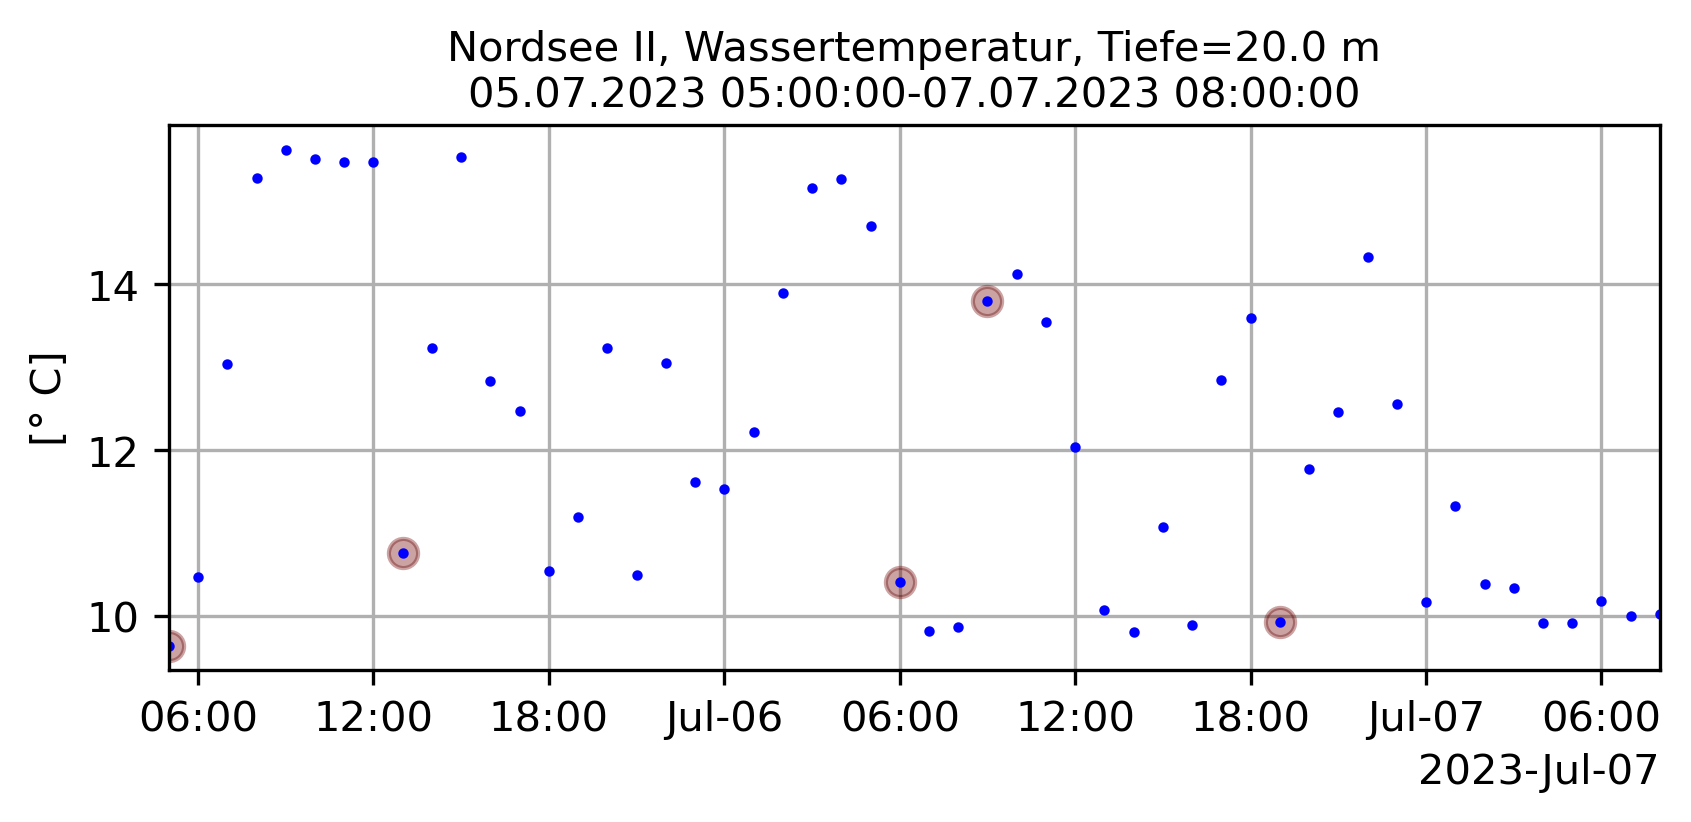 Nordsee II, Wassertemperatur, Tiefe=20.0 m
05.07.2023 05:00:00-07.07.2023 08:00:00
[° C]
14
12
10
06:00 12:00 18:00 Jul-06 06:00 12:00 18:00 Jul-07 06:00
2023-Jul-07